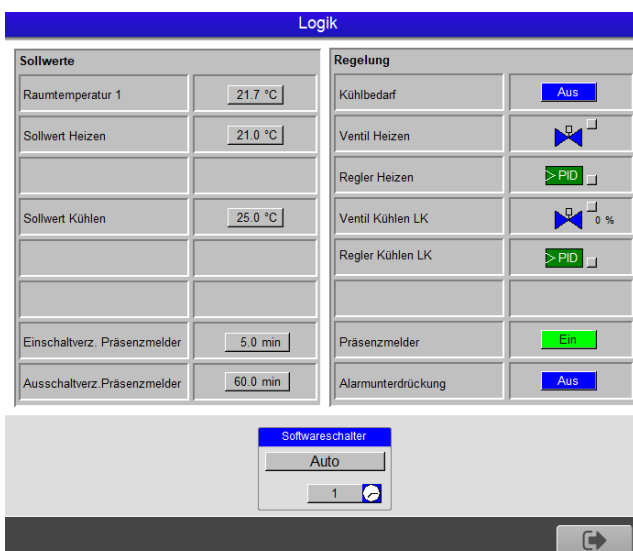 Logik
Sollwerte
Regelung
Raumtemperatur 1 21.7 °C
Kühlbedarf Aus
Sollwert Heizen 21.0 °C
Ventil Heizen
Regler Heizen >PID
Sollwert Kühlen 25.0 °C
Ventil Kühlen LK 0 %
Regler Kühlen LK >PID
Einschaltverz. Präsenzmelder 5.0 min
Präsenzmelder Ein
Ausschaltverz.Präsenzmelder 60.0 min
Alarmunterdrückung Aus
Softwareschalter
Auto
1